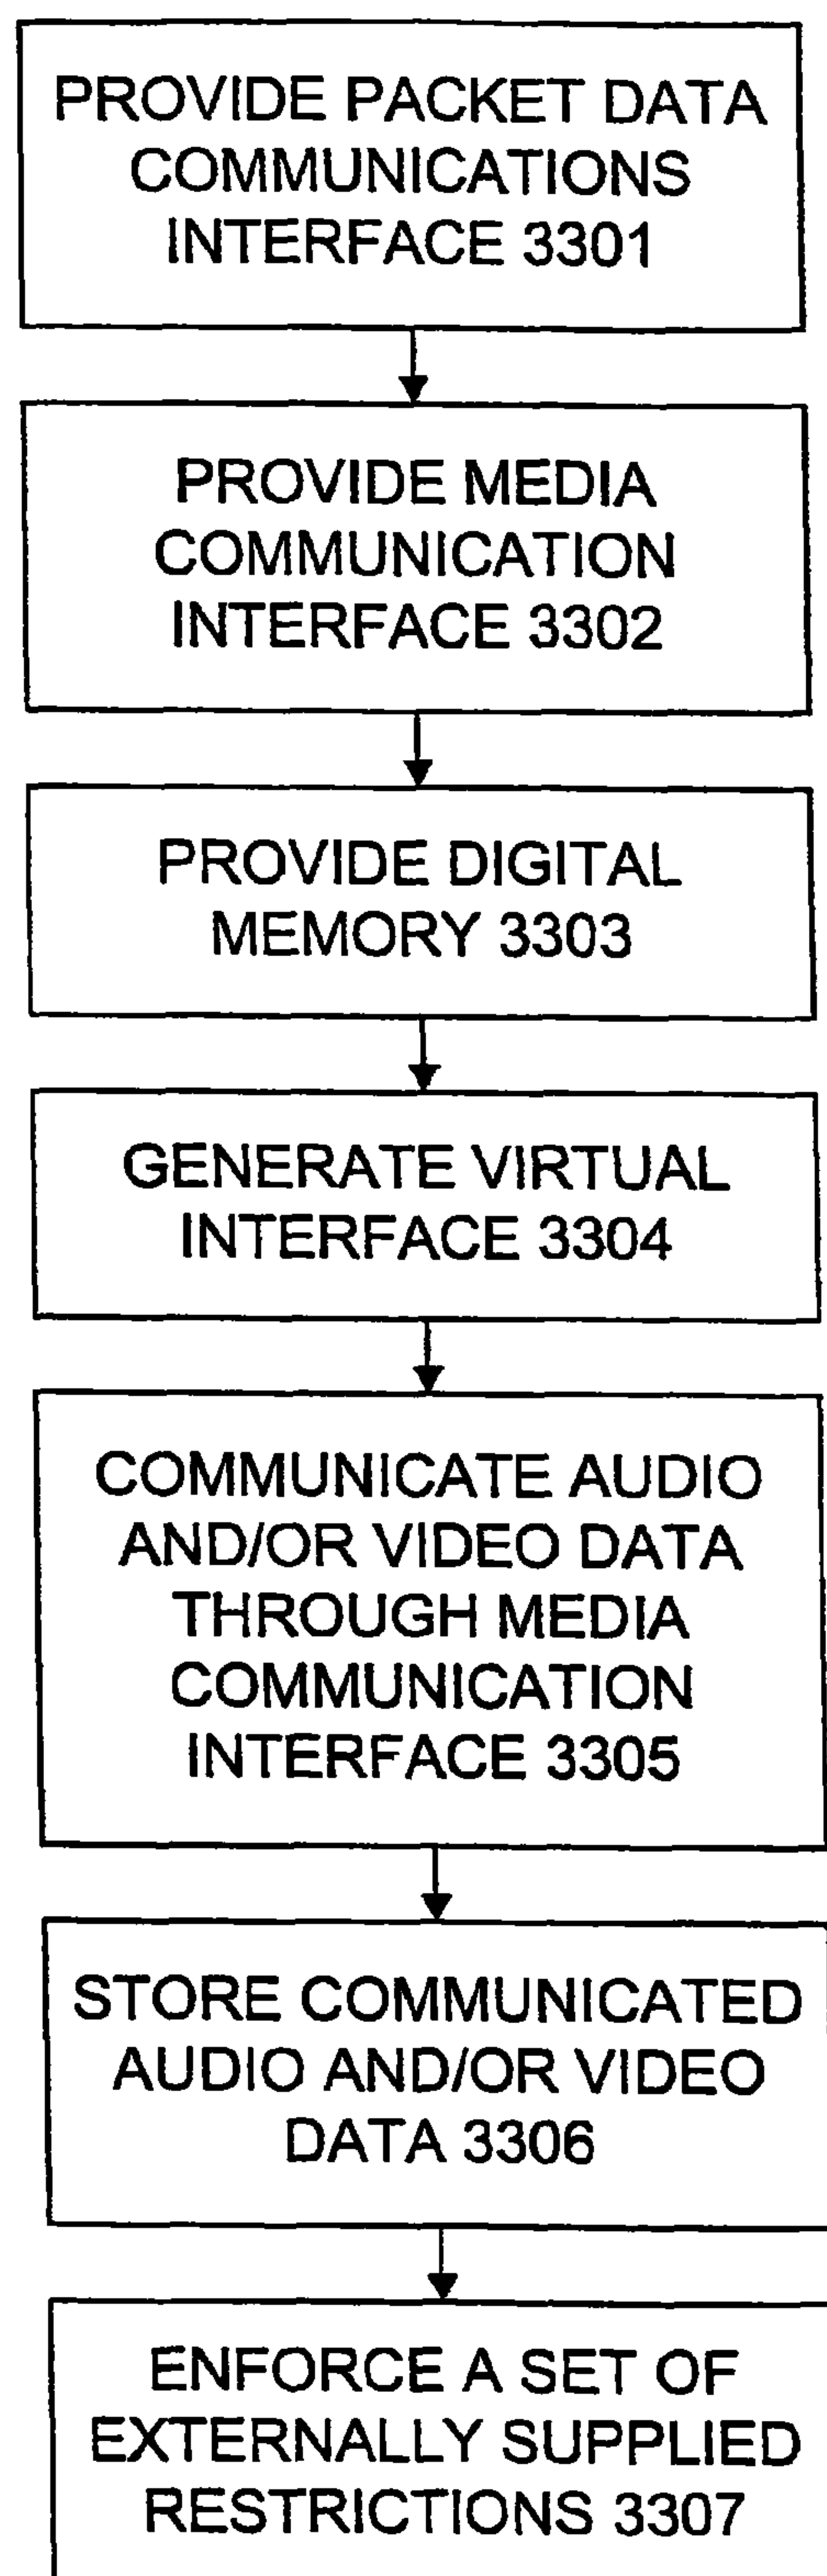 PROVIDE PACKET DATA
COMMUNICATIONS
INTERFACE 3301
PROVIDE MEDIA
COMMUNICATION
INTERFACE 3302
PROVIDE DIGITAL
MEMORY 3303
GENERATE VIRTUAL
INTERFACE 3304
COMMUNICATE AUDIO
AND/OR VIDEO DATA
THROUGH MEDIA
COMMUNICATION
INTERFACE 3305
STORE COMMUNICATED
AUDIO AND/OR VIDEO
DATA 3306
ENFORCE A SET OF
EXTERNALLY SUPPLIED
RESTRICTIONS 3307